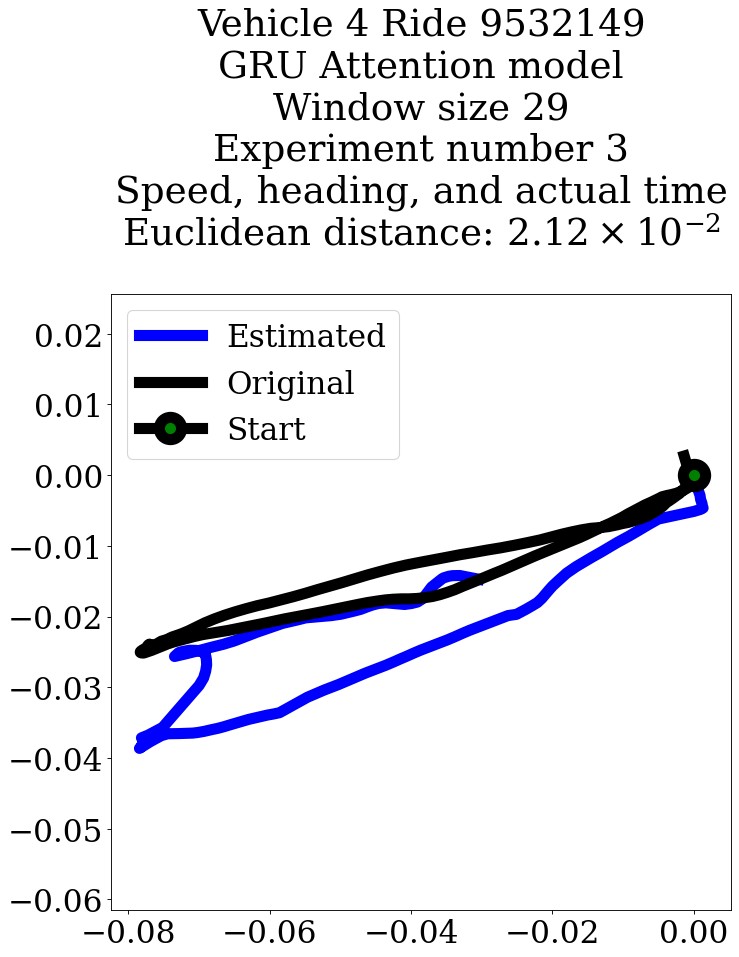 Vehicle 4 Ride 9532149
GRU Attention model
Window size 29
Experiment number 3
Speed, heading, and actual time
Euclidean distance: 2.12 × 10⁻²
Estimated
Original
Start
0.02
0.01
0.00
−0.01
−0.02
−0.03
−0.04
−0.05
−0.06
−0.08 −0.06 −0.04 −0.02 0.00